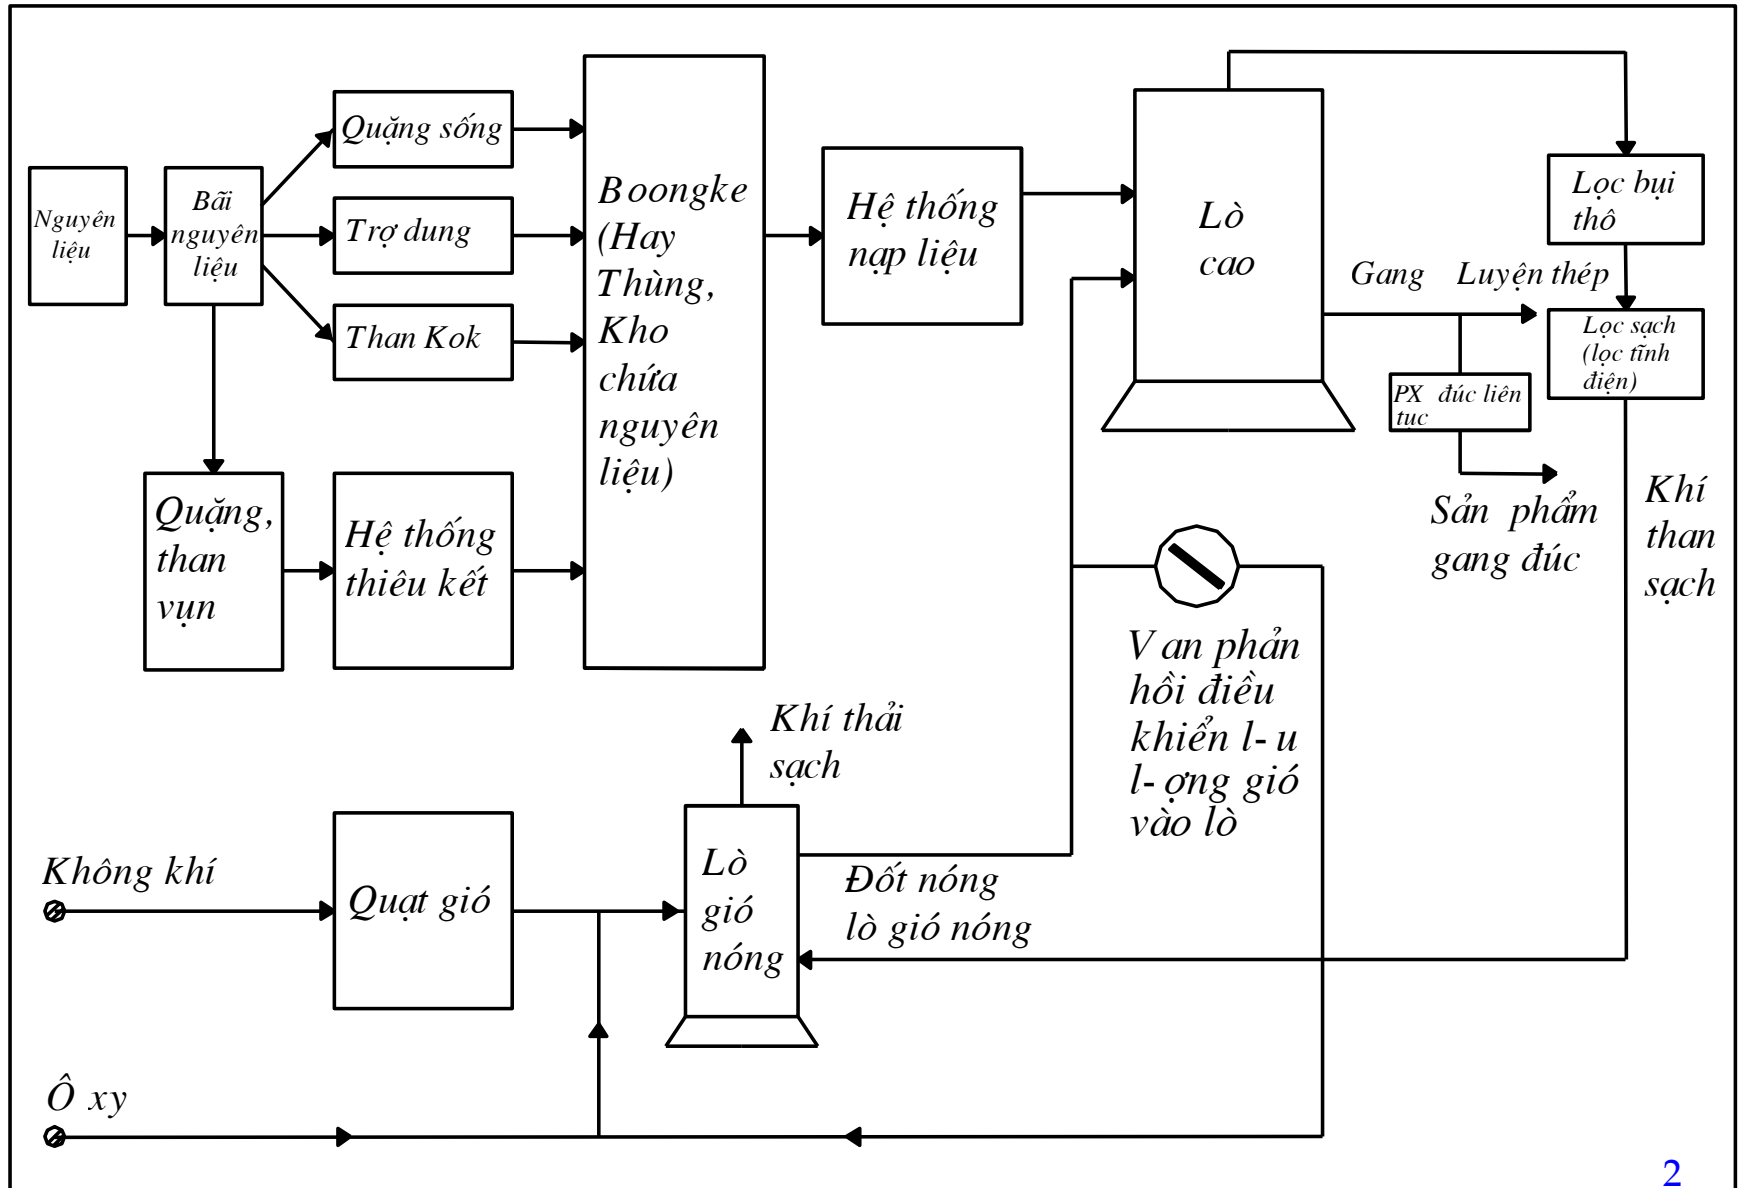 Nguyên
liệu
Bãi
nguyên
liệu
Quặng sống
Trợ dung
Than Kok
Quặng,
than
vụn
Hệ thống
thiêu kết
Boongke
(Hay
Thùng,
Kho
chứa
nguyên
liệu)
Hệ thống
nạp liệu
Lò
cao
Gang Luyện thép
Lọc bụi
thô
Lọc sạch
(lọc tĩnh
điện)
PX đúc liên
tục
Sản phẩm
gang đúc
Khí
than
sạch
Van phản
hồi điều
khiển l-u
l-ợng gió
vào lò
Khí thải
sạch
Không khí
Quạt gió
Lò
gió
nóng
Đốt nóng
lò gió nóng
Ô xy
2